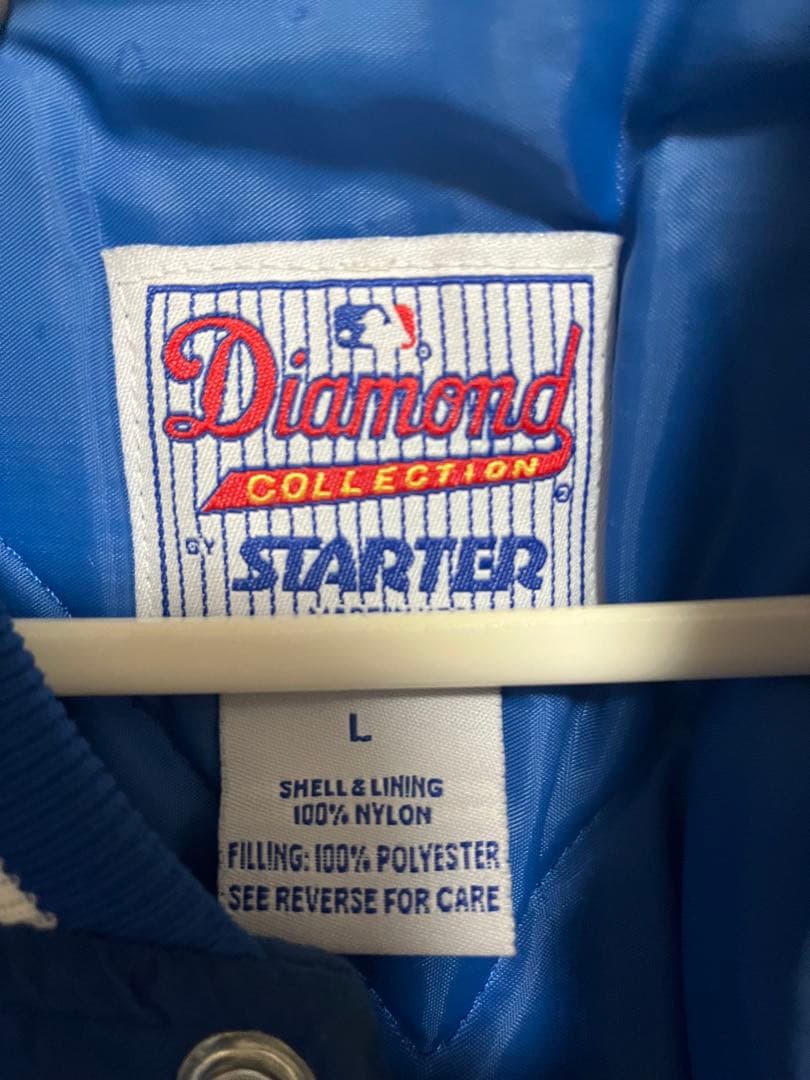 Diamond
COLLECTION
BY STARTER
L
SHELL & LINING
100% NYLON
FILLING: 100% POLYESTER
SEE REVERSE FOR CARE